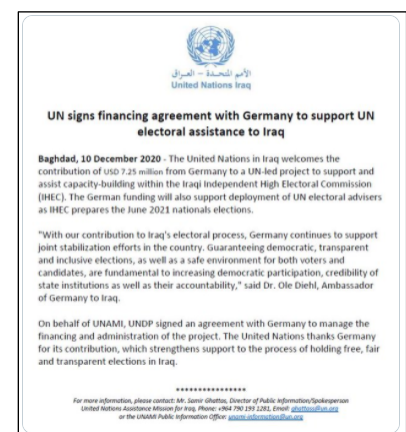 الأمم المتحدة – العراق
United Nations Iraq
UN signs financing agreement with Germany to support UN
electoral assistance to Iraq
Baghdad, 10 December 2020 - The United Nations in Iraq welcomes the
contribution of USD 7.25 million from Germany to a UN-led project to support and
assist capacity-building within the Iraqi Independent High Electoral Commission
(IHEC). The German funding will also support deployment of UN electoral advisers
as IHEC prepares the June 2021 nationals elections.
"With our contribution to Iraq's electoral process, Germany continues to support
joint stabilization efforts in the country. Guaranteeing democratic, transparent
and inclusive elections, as well as a safe environment for both voters and
candidates, are fundamental to increasing democratic participation, credibility of
state institutions as well as their accountability," said Dr. Ole Diehl, Ambassador
of Germany to Iraq.
On behalf of UNAMI, UNDP signed an agreement with Germany to manage the
financing and administration of the project. The United Nations thanks Germany
for its contribution, which strengthens support to the process of holding free, fair
and transparent elections in Iraq.
****************
For more information, please contact: Mr. Samir Ghattas, Director of Public Information/Spokesperson
United Nations Assistance Mission for Iraq, Phone: +964 790 193 1281, Email: ghattass@un.org
or the UNAMI Public Information Office: unami-information@un.org